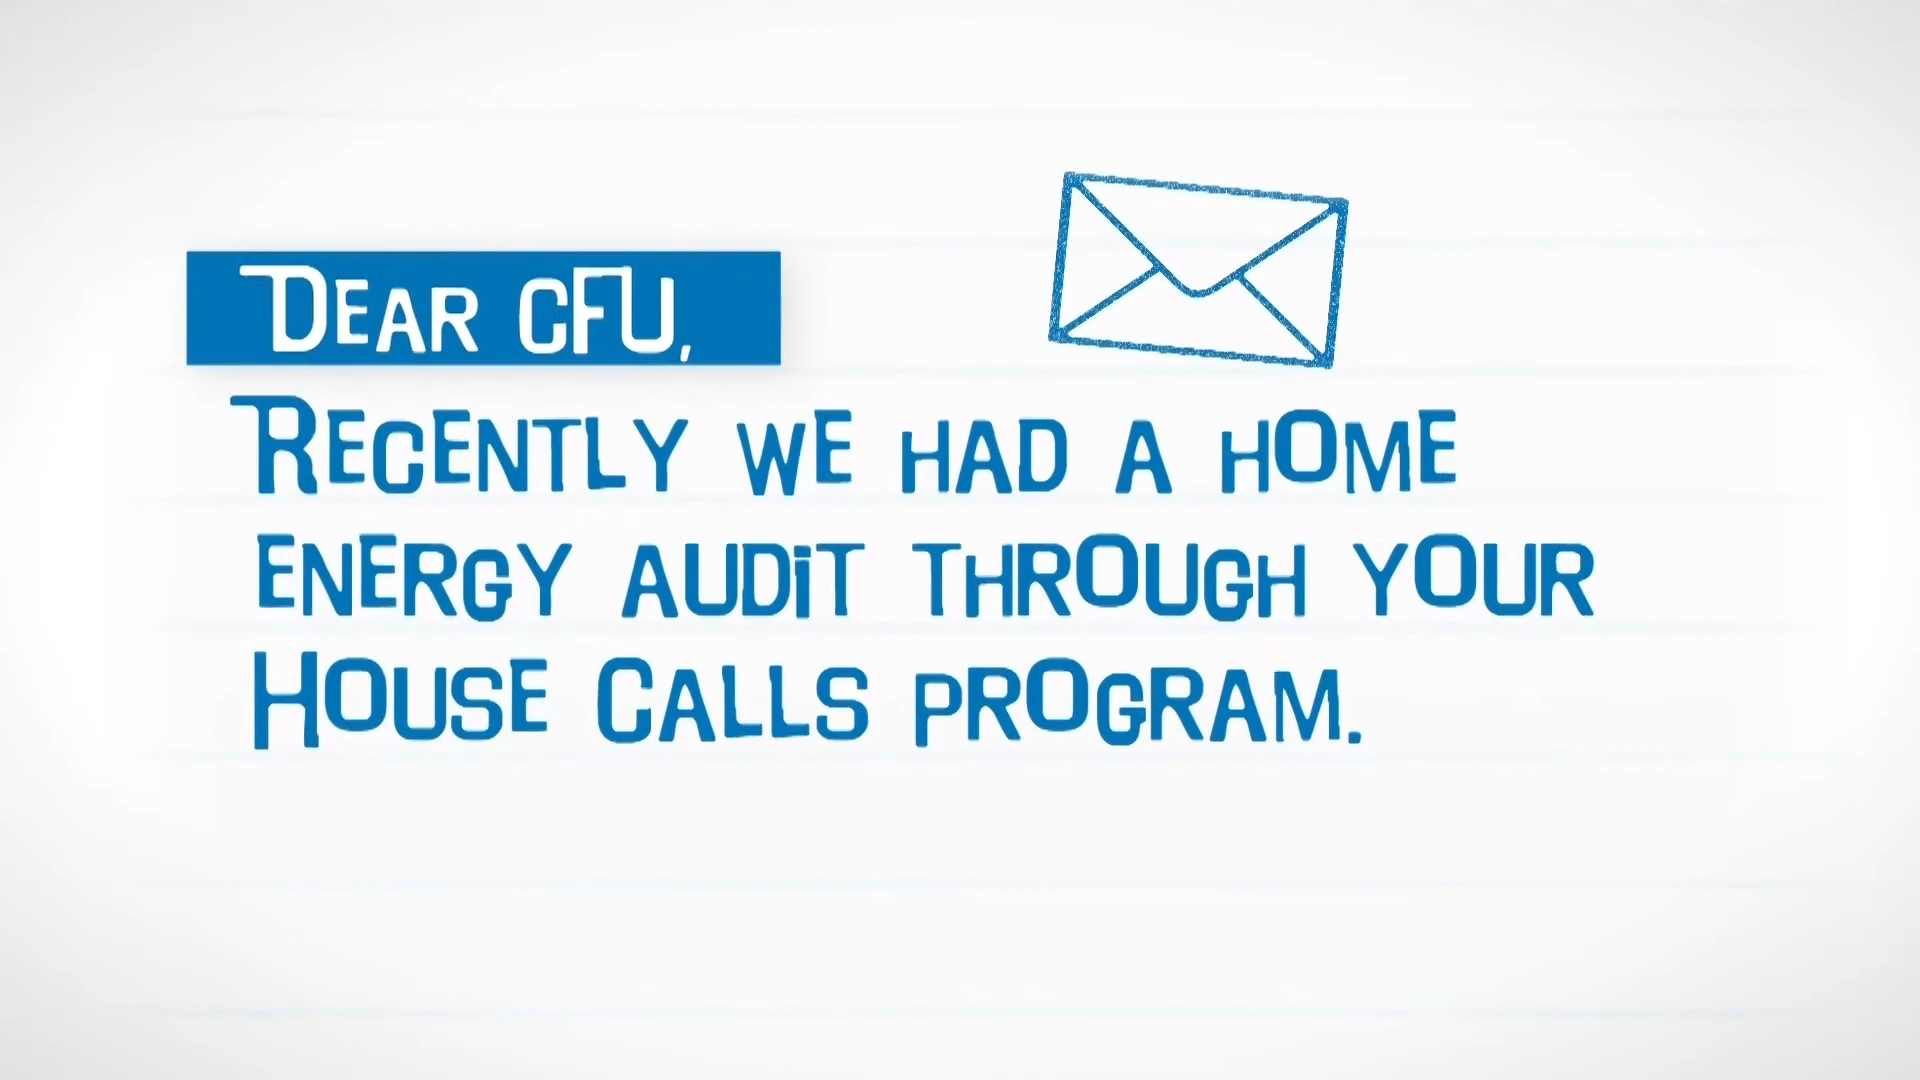 Dear CFU,
Recently we had a home
energy audit through your
House Calls program.